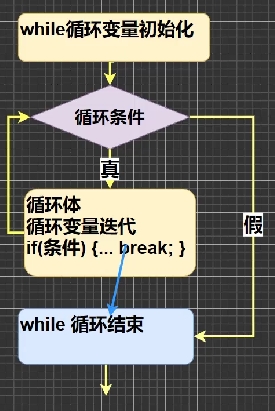 while循环变量初始化
循环条件
真
假
循环体
循环变量迭代
if(条件) {... break; }
while 循环结束